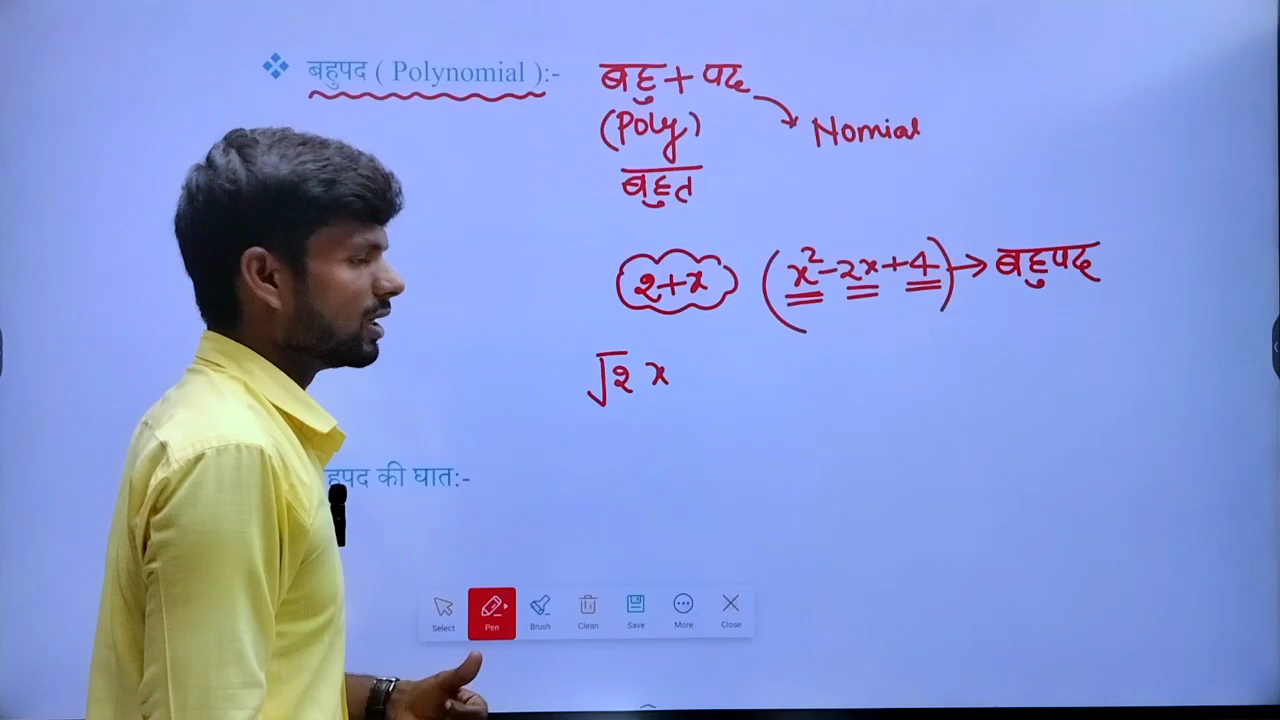 ❖ बहुपद ( Polynomial ):-
बहु + पद
(Poly)
Nomial
बहुत
2+x (x²-2x+4) → बहुपद
√2 x
हुपद की घात:-
Select Pen Brush Clean Save More Close